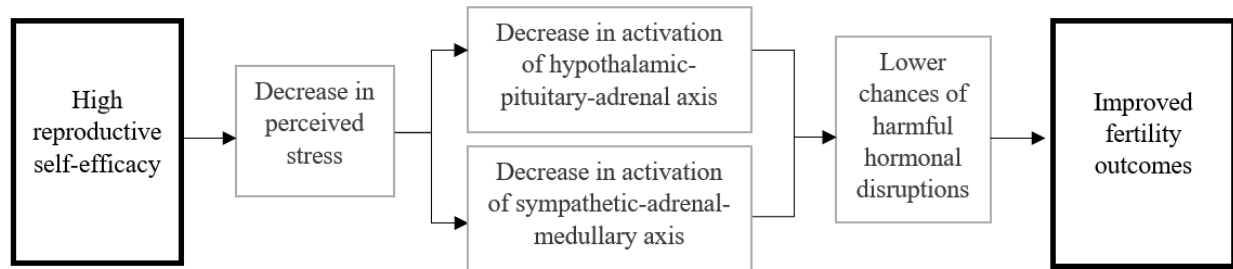 High
reproductive
self-efficacy
Decrease in
perceived
stress
Decrease in activation
of hypothalamic-
pituitary-adrenal axis
Decrease in activation
of sympathetic-adrenal-
medullary axis
Lower
chances of
harmful
hormonal
disruptions
Improved
fertility
outcomes